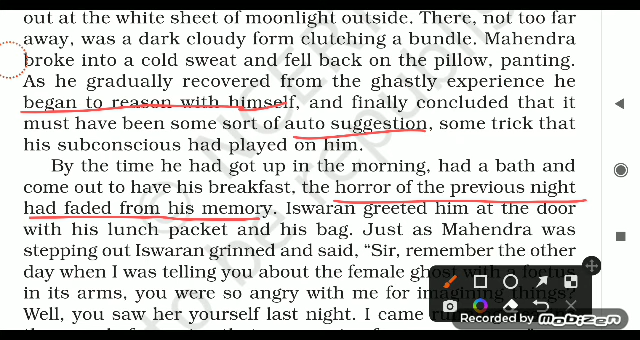 out at the white sheet of moonlight outside. There, not too far
away, was a dark cloudy form clutching a bundle. Mahendra
broke into a cold sweat and fell back on the pillow, panting.
As he gradually recovered from the ghastly experience he
began to reason with himself, and finally concluded that it
must have been some sort of auto suggestion, some trick that
his subconscious had played on him.
By the time he had got up in the morning, had a bath and
come out to have his breakfast, the horror of the previous night
had faded from his memory. Iswaran greeted him at the door
with his lunch packet and his bag. Just as Mahendra was
stepping out Iswaran grinned and said, “Sir, remember the other
day when I was telling you about the female ghost with a foetus
in its arms, you were so angry with me for imagining things?
Well, you saw her yourself last night. I came
Recorded by mobizen